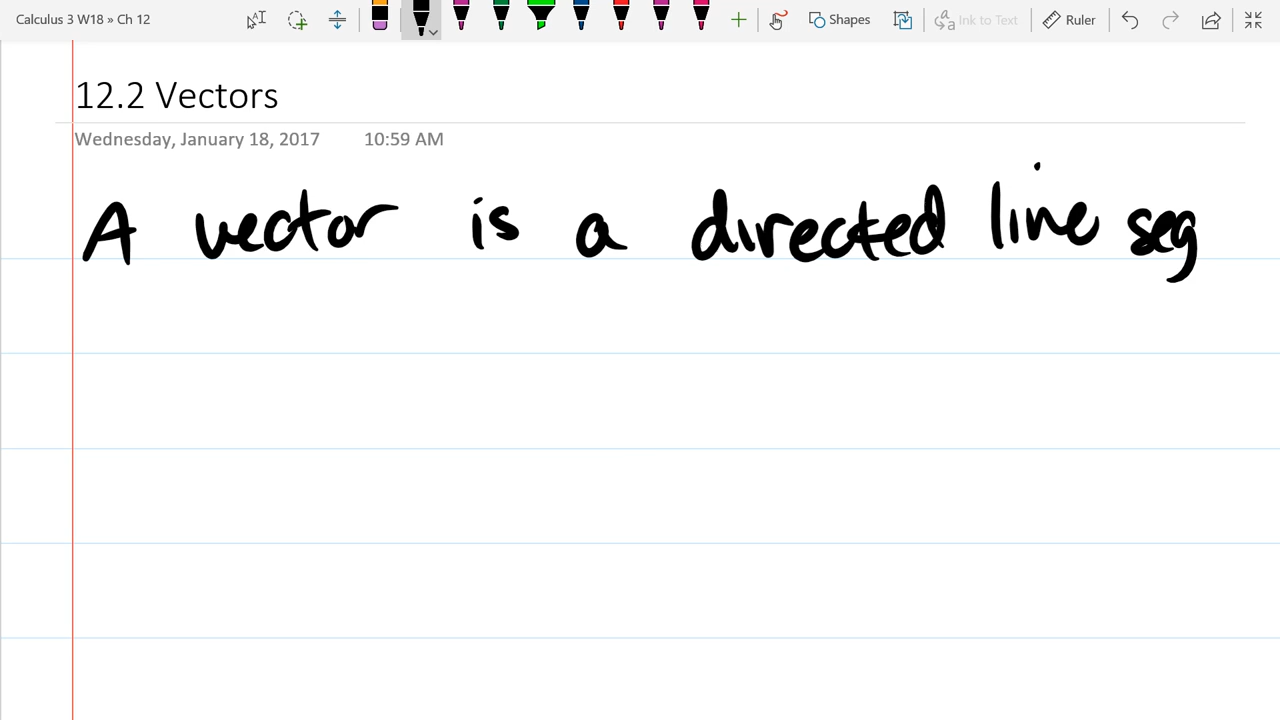 Calculus 3 W18 » Ch 12
Shapes
Ink to Text
Ruler
12.2 Vectors
Wednesday, January 18, 2017 10:59 AM
A vector is a directed line seg